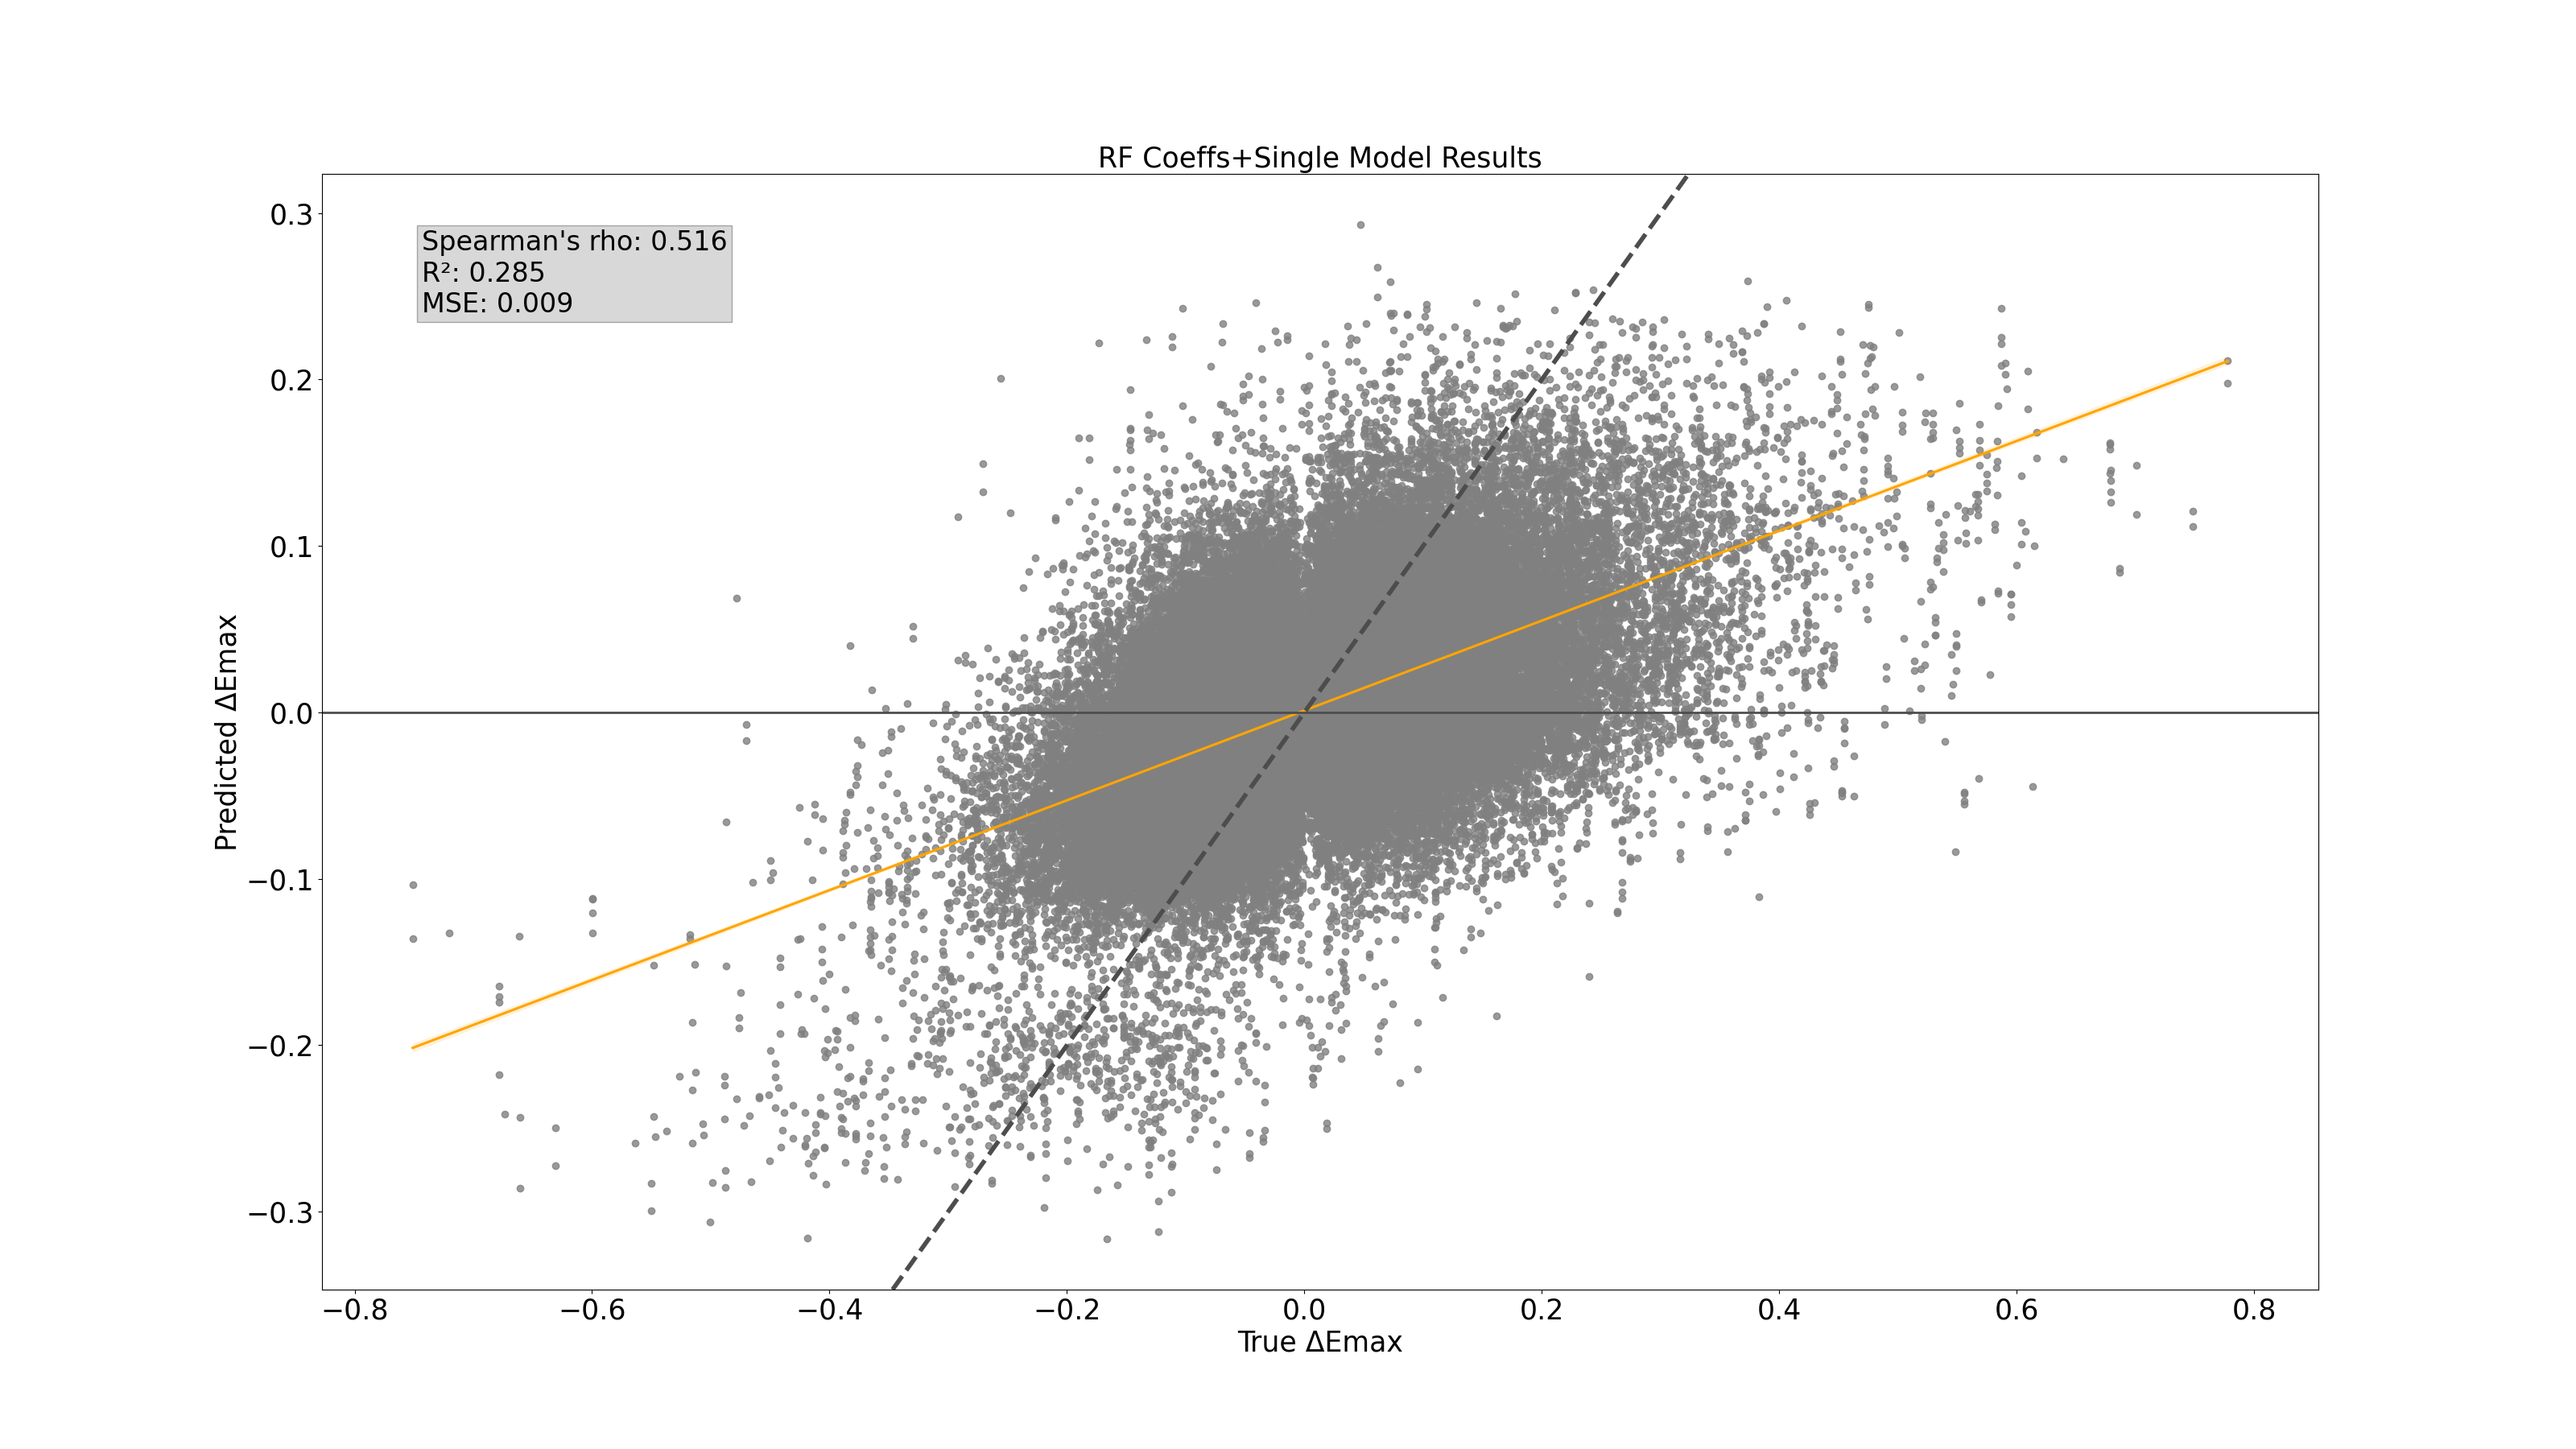 RF Coeffs+Single Model Results
Spearman's rho: 0.516
R²: 0.285
MSE: 0.009
Predicted ΔEmax
0.3
0.2
0.1
0.0
−0.1
−0.2
−0.3
−0.8 −0.6 −0.4 −0.2 0.0 0.2 0.4 0.6 0.8
True ΔEmax